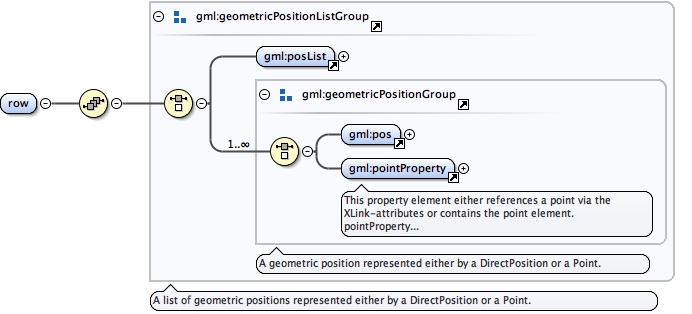 gml:geometricPositionListGroup
gml:posList
gml:geometricPositionGroup
row
1..∞
gml:pos
gml:pointProperty
This property element either references a point via the
XLink-attributes or contains the point element.
pointProperty...
A geometric position represented either by a DirectPosition or a Point.
A list of geometric positions represented either by a DirectPosition or a Point.